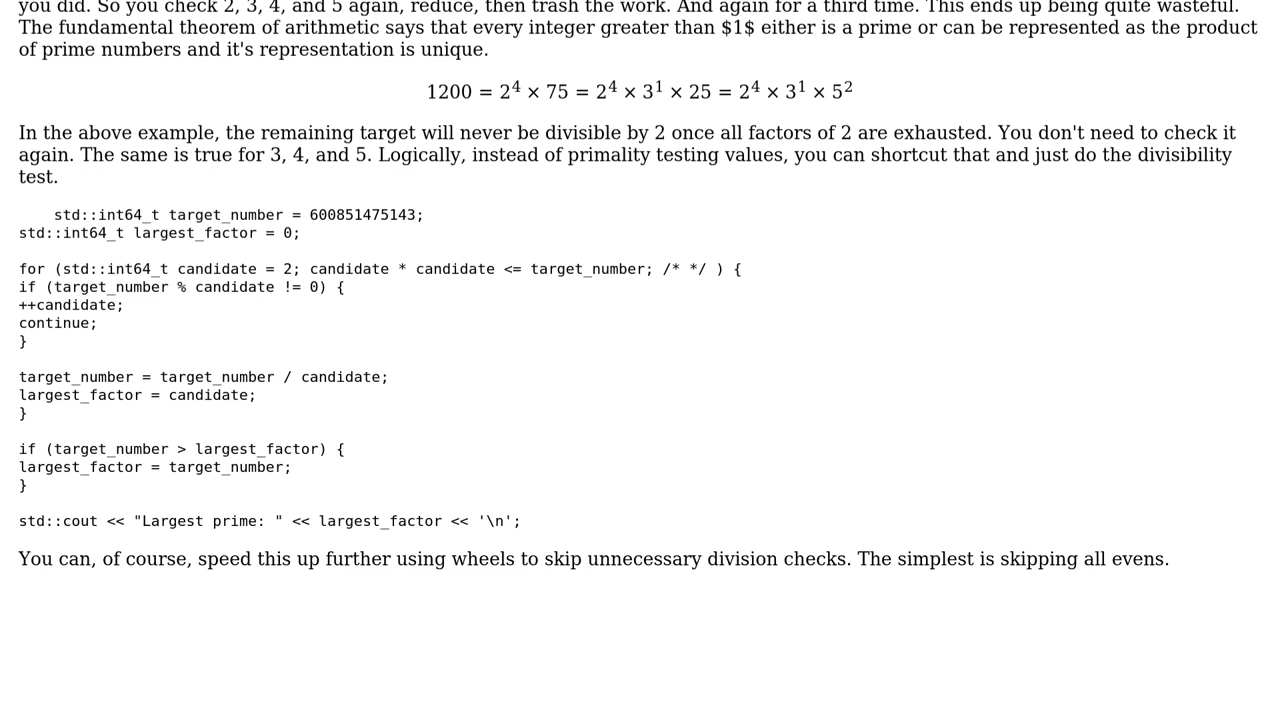 you did. So you check 2, 3, 4, and 5 again, reduce, then trash the work. And again for a third time. This ends up being quite wasteful.
The fundamental theorem of arithmetic says that every integer greater than $1$ either is a prime or can be represented as the product
of prime numbers and it's representation is unique.
1200 = 2⁴ × 75 = 2⁴ × 3¹ × 25 = 2⁴ × 3¹ × 5²
In the above example, the remaining target will never be divisible by 2 once all factors of 2 are exhausted. You don't need to check it
again. The same is true for 3, 4, and 5. Logically, instead of primality testing values, you can shortcut that and just do the divisibility
test.
    std::int64_t target_number = 600851475143;
std::int64_t largest_factor = 0;
for (std::int64_t candidate = 2; candidate * candidate <= target_number; /* */ ) {
if (target_number % candidate != 0) {
++candidate;
continue;
}
target_number = target_number / candidate;
largest_factor = candidate;
}
if (target_number > largest_factor) {
largest_factor = target_number;
}
std::cout << "Largest prime: " << largest_factor << '\n';
You can, of course, speed this up further using wheels to skip unnecessary division checks. The simplest is skipping all evens.